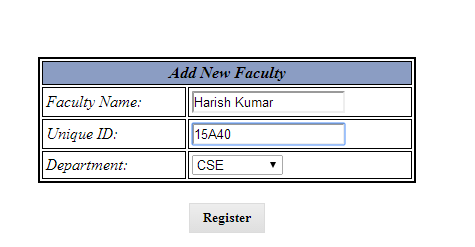 Add New Faculty
Faculty Name: Harish Kumar
Unique ID: 15A40
Department: CSE
Register